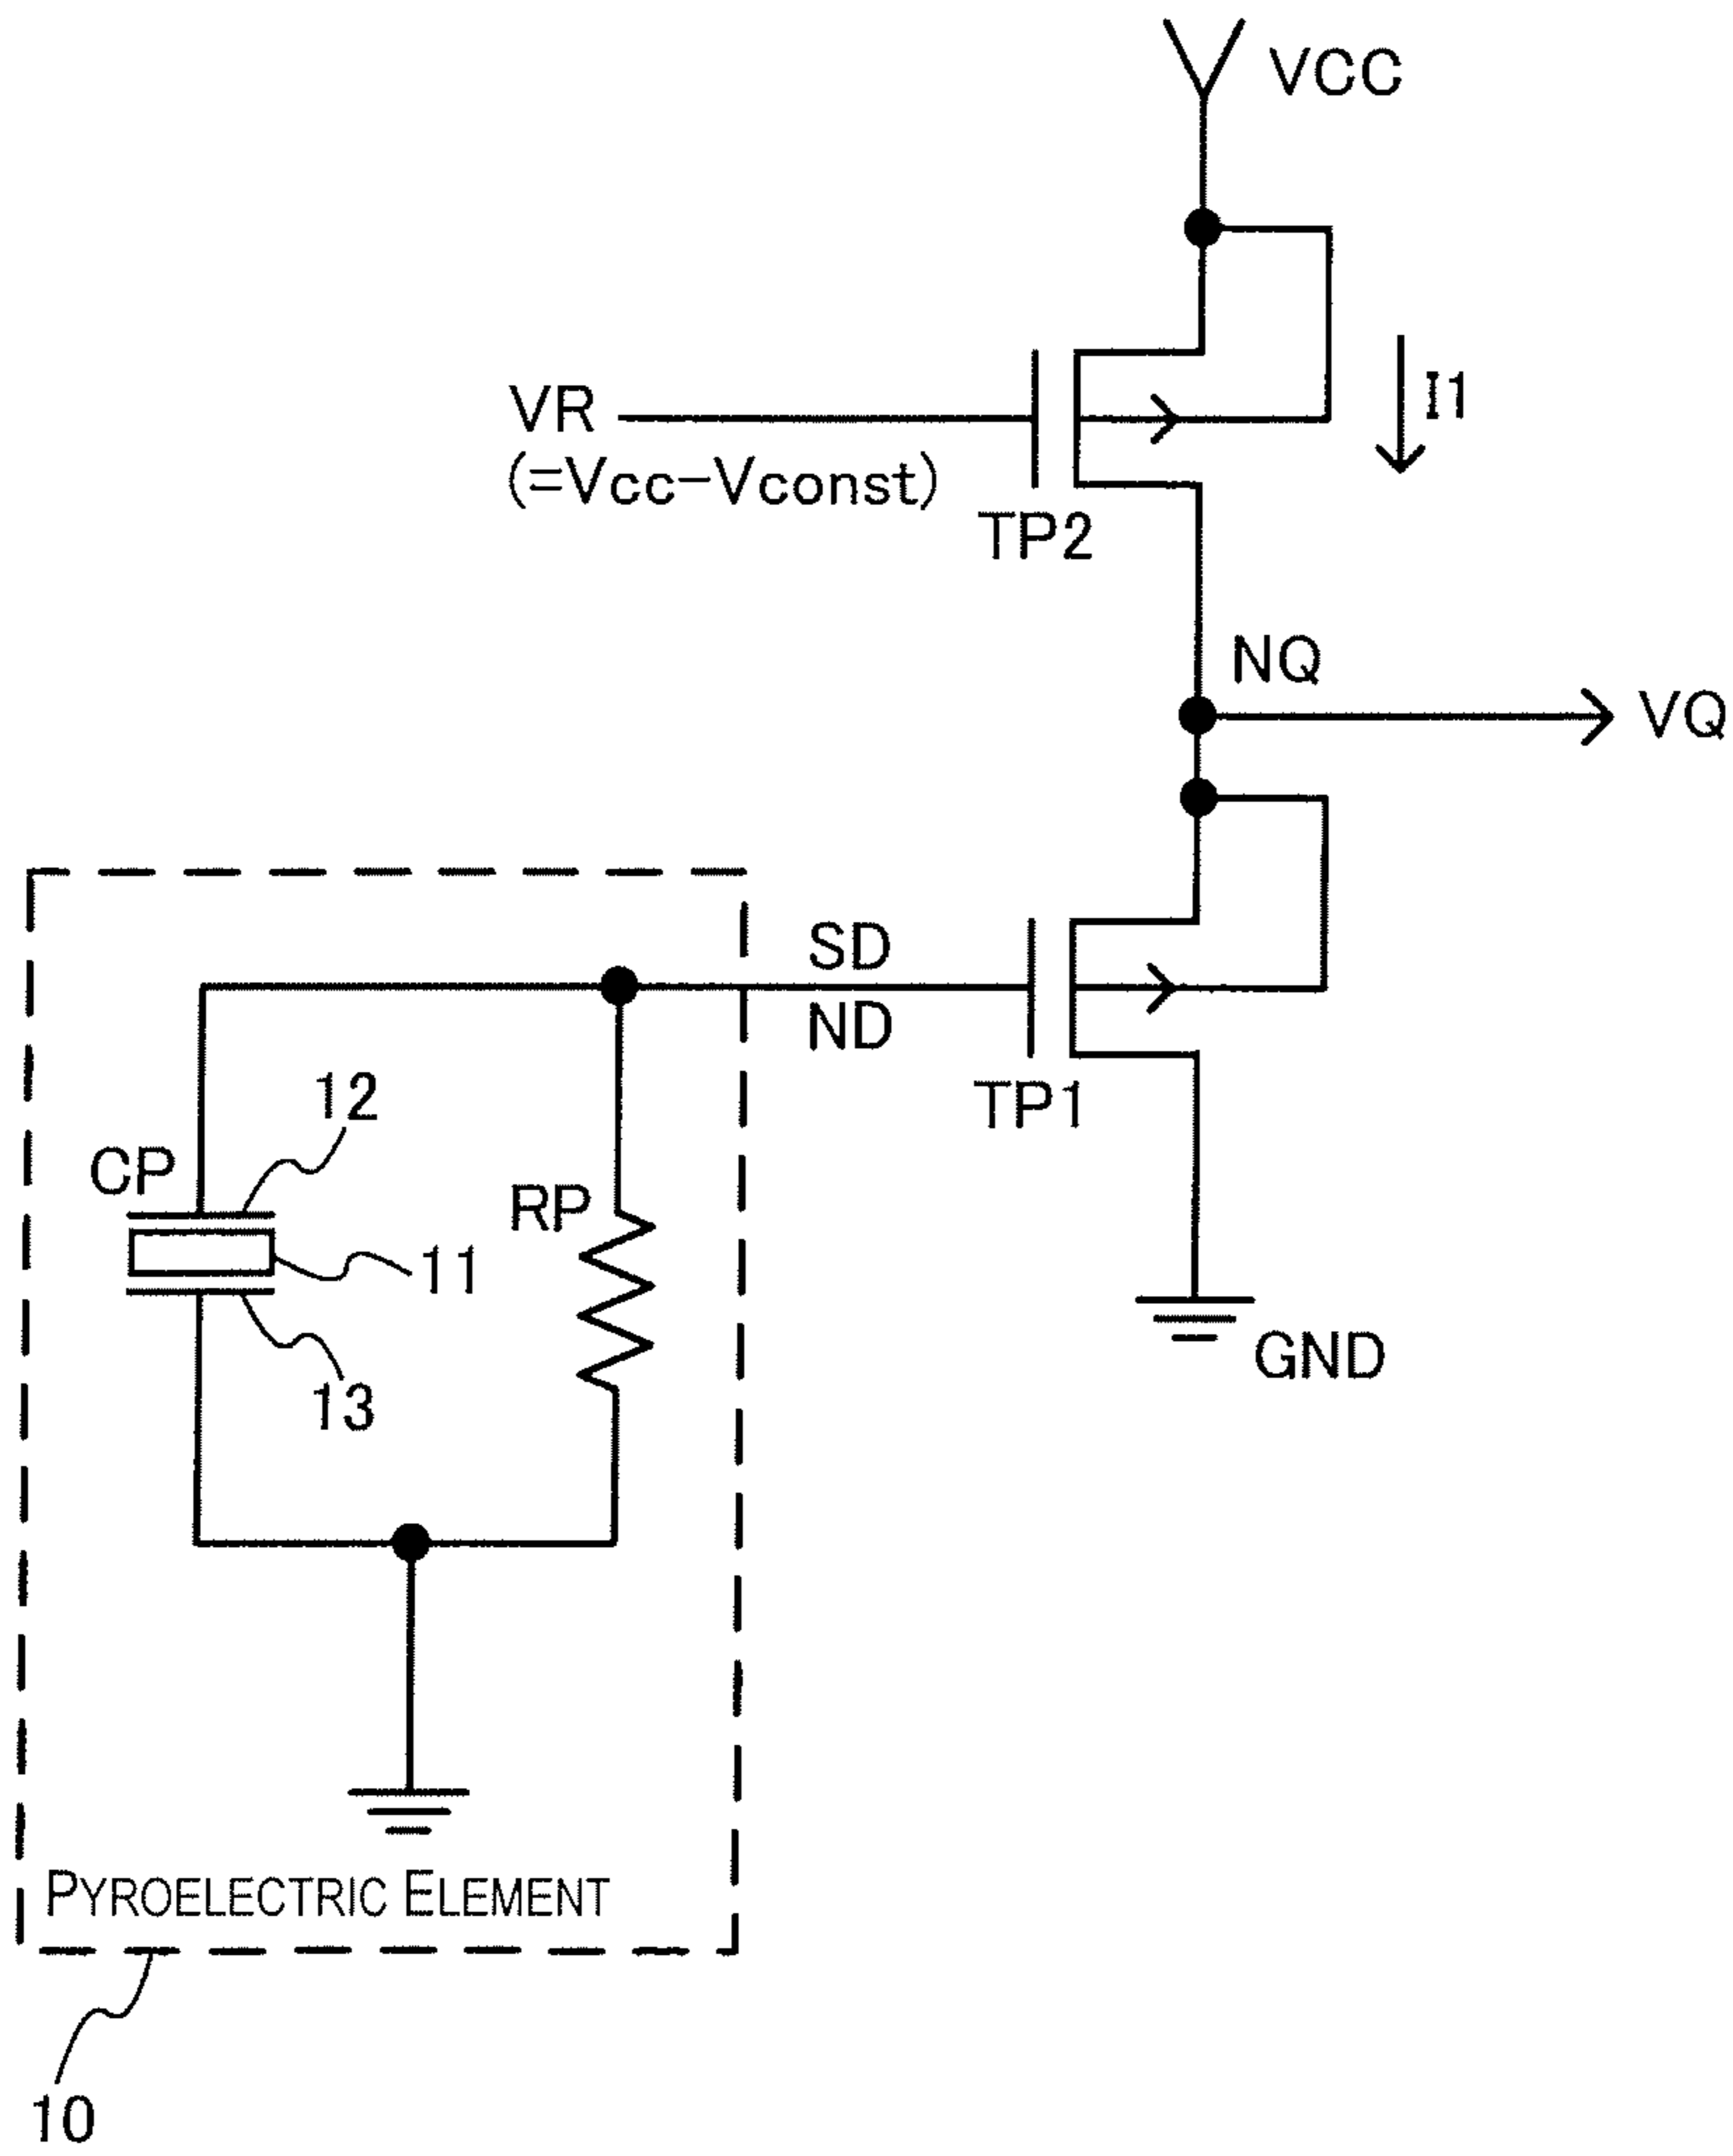 VCC
I1
VR
(=Vcc-Vconst)
TP2
NQ
VQ
SD
ND
TP1
12
CP
RP
11
GND
13
PYROELECTRIC ELEMENT
10